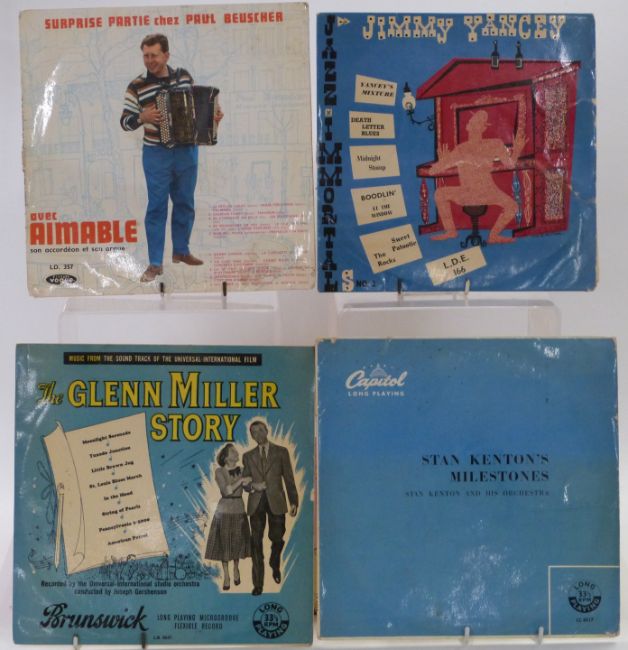 SURPRISE PARTIE chez PAUL BEUSCHER
avec
AIMABLE
son accordéon et son orgue
LD. 357
VOGUE
JIMMY YANCEY
JAZZ IMMORTALS
NO. 2
YANCEY'S
MIXTURE
DEATH
LETTER
BLUES
Midnight
Stomp
BOODLIN'
AT THE
WINDOW
The Sweet
Patootie
Rocks
L.D.E.
166
MUSIC FROM THE SOUND TRACK OF THE UNIVERSAL-INTERNATIONAL FILM
The GLENN MILLER
STORY
Moonlight Serenade
Tuxedo Junction
Little Brown Jug
St. Louis Blues March
In the Mood
String of Pearls
Pennsylvania 6-5000
American Patrol
Recorded by the Universal-International studio orchestra
conducted by Joseph Gershenson
Brunswick
LONG PLAYING MICROGROOVE
FLEXIBLE RECORD
LONG
33⅓
RPM
PLAYING
Capitol
LONG PLAYING
STAN KENTON'S
MILESTONES
STAN KENTON AND HIS ORCHESTRA
LONG
33⅓
RPM
PLAYING